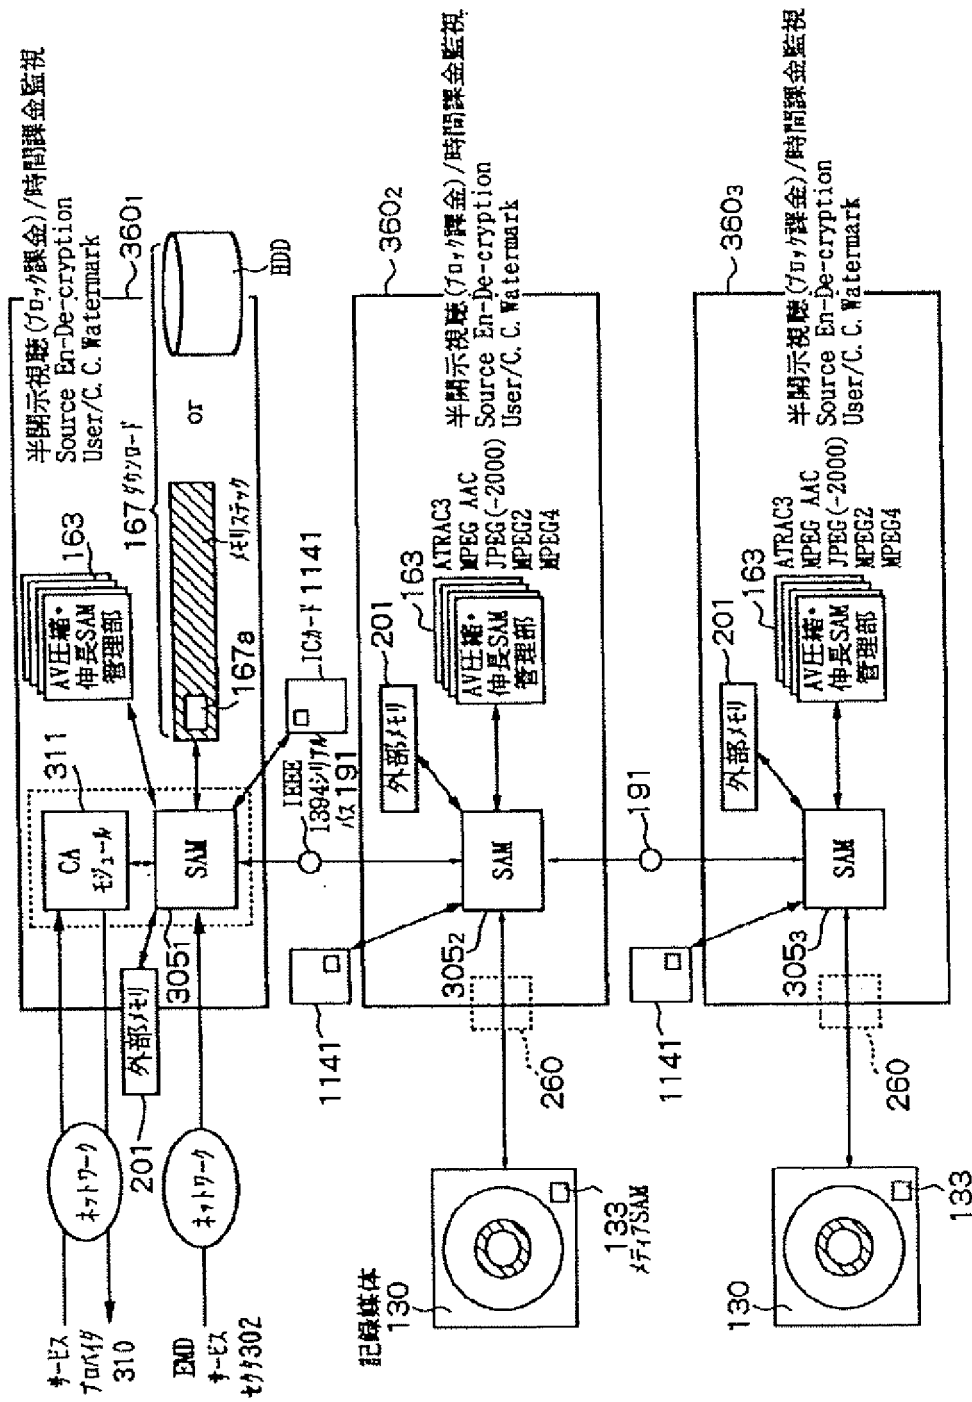 サービス
プロバイダ
310
ネットワーク
EMD
サービス
センタ302
ネットワーク
外部メモリ
201
CA
モジュール
311
SAM
305₁
AV圧縮・
伸長SAM
管理部
163
半開示視聴(ブロック課金)/時間課金監視
Source En-De-cryption
User/C.C.Watermark
360₁
167ダウンロード
167a
メモリスティック
or
HDD
ICカード1141
IEEE
1394シリアル
バス191
記録媒体
130
133
メディアSAM
260
1141
SAM
305₂
外部メモリ
201
AV圧縮・
伸長SAM
管理部
163
ATRAC3
MPEG AAC
JPEG(-2000)
MPEG2
MPEG4
半開示視聴(ブロック課金)/時間課金監視
Source En-De-cryption
User/C.C.Watermark
360₂
191
130
133
260
1141
SAM
305₃
外部メモリ
201
AV圧縮・
伸長SAM
管理部
163
ATRAC3
MPEG AAC
JPEG(-2000)
MPEG2
MPEG4
半開示視聴(ブロック課金)/時間課金監視
Source En-De-cryption
User/C.C.Watermark
360₃